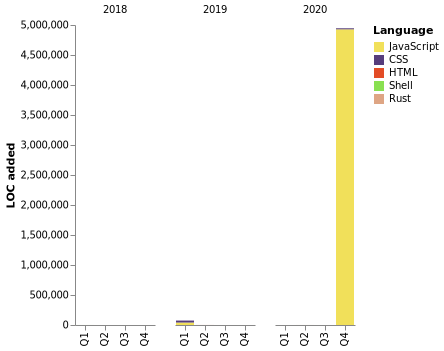 2018 2019 2020
Language
JavaScript
CSS
HTML
Shell
Rust
LOC added
5,000,000
4,500,000
4,000,000
3,500,000
3,000,000
2,500,000
2,000,000
1,500,000
1,000,000
500,000
0
Q1 Q2 Q3 Q4 Q1 Q2 Q3 Q4 Q1 Q2 Q3 Q4